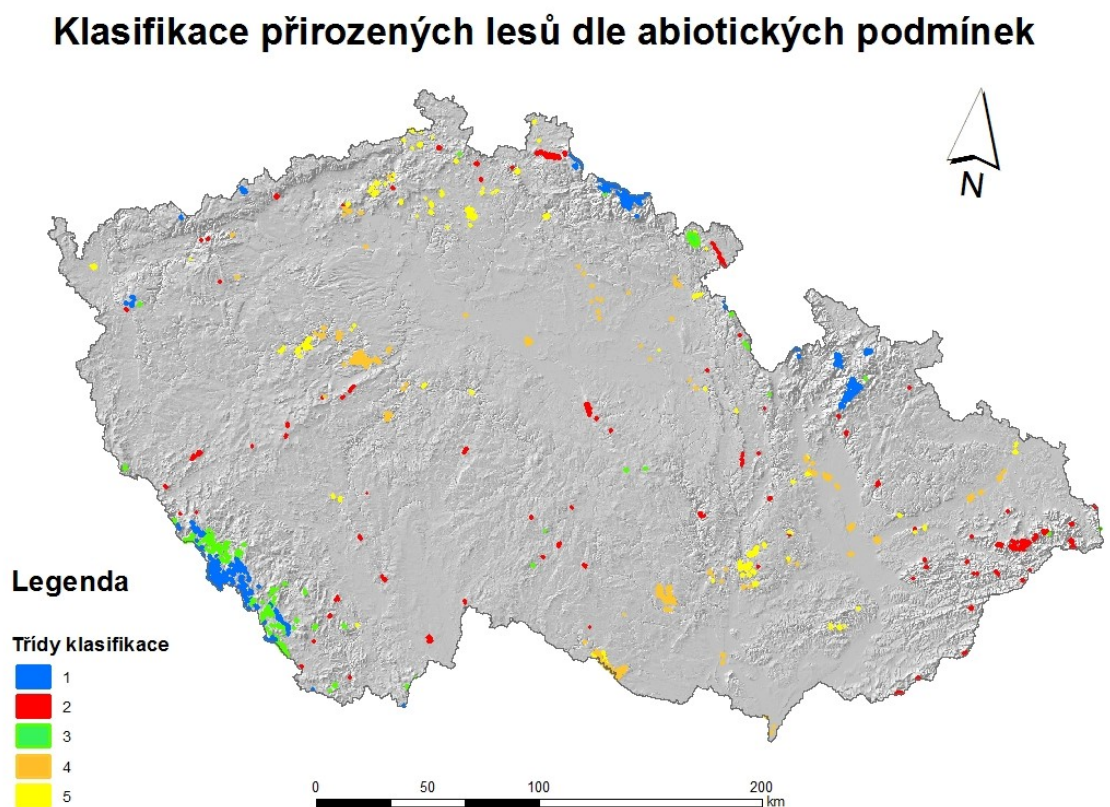 Klasifikace přirozených lesů dle abiotických podmínek
N
Legenda
Třídy klasifikace
1
2
3
4
5
0 50 100 200
km